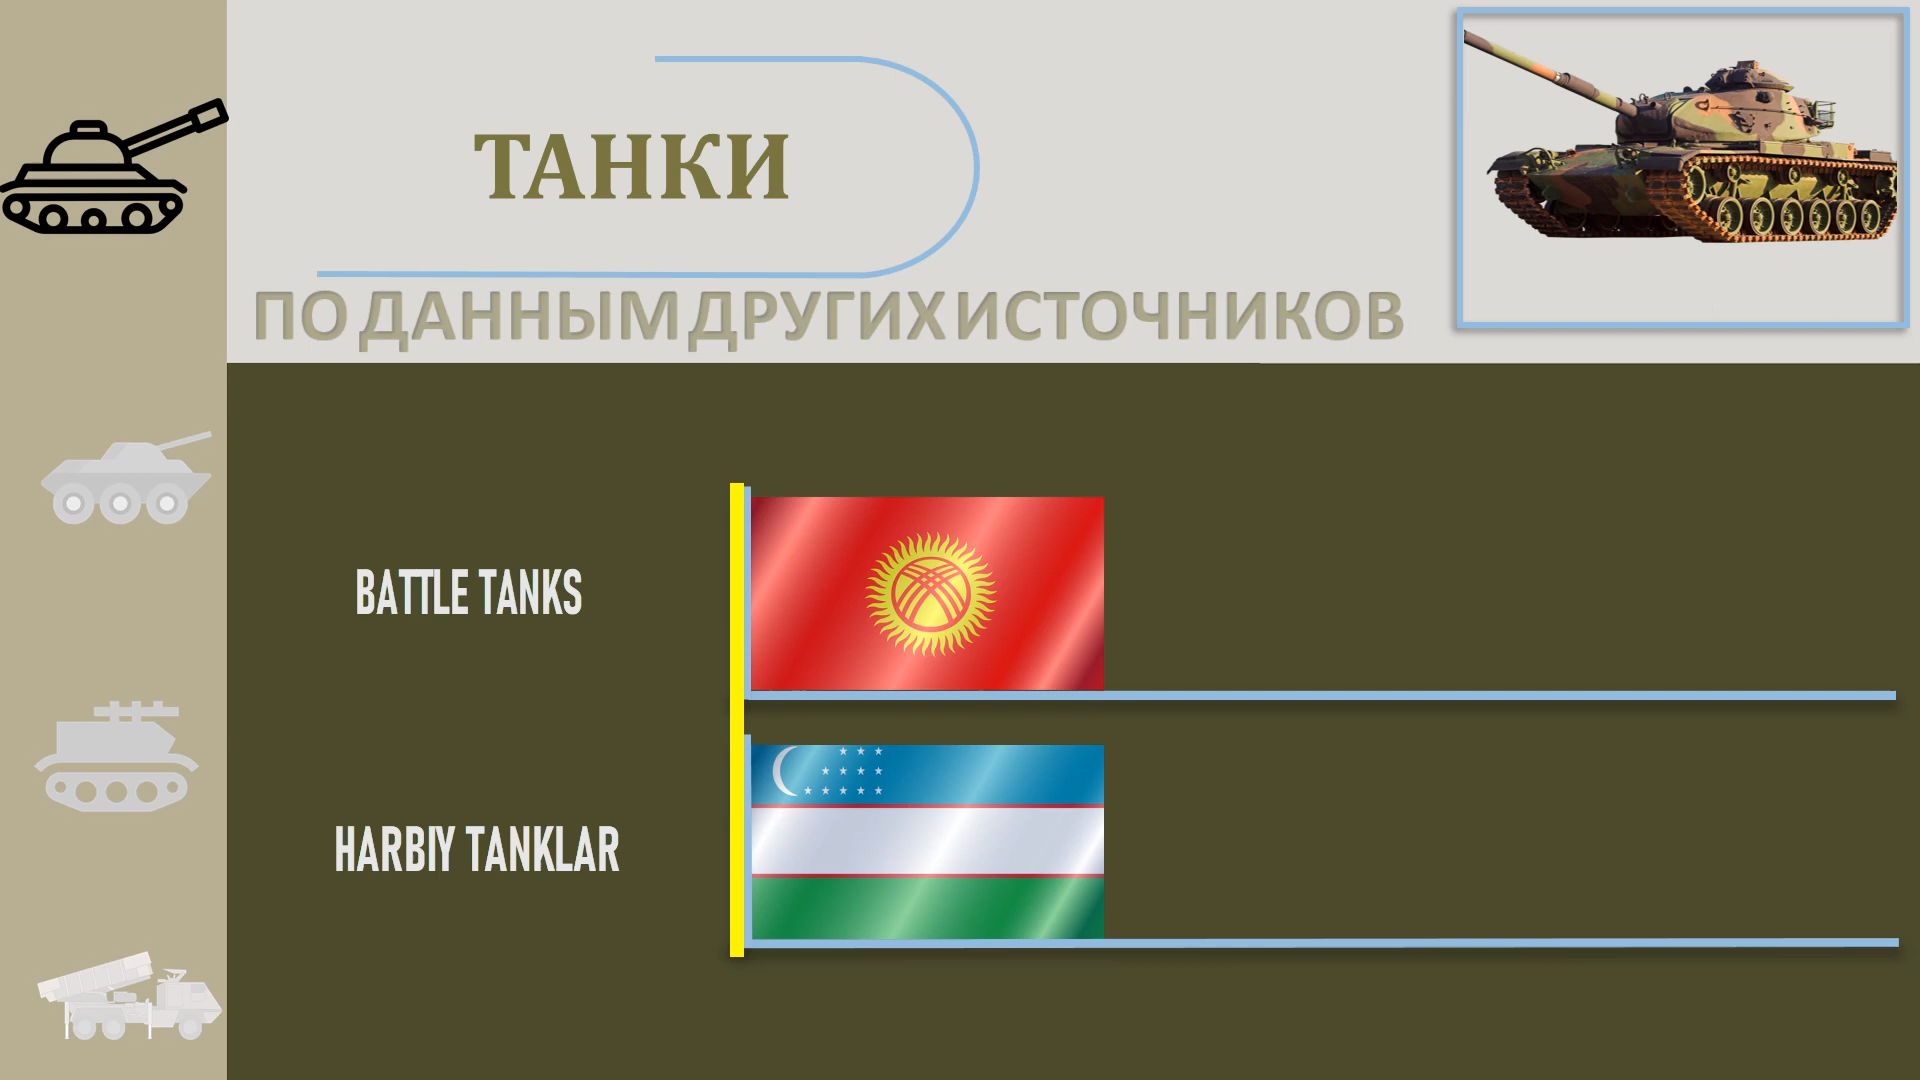 ТАНКИ
ПО ДАННЫМ ДРУГИХ ИСТОЧНИКОВ
BATTLE TANKS
HARBIY TANKLAR